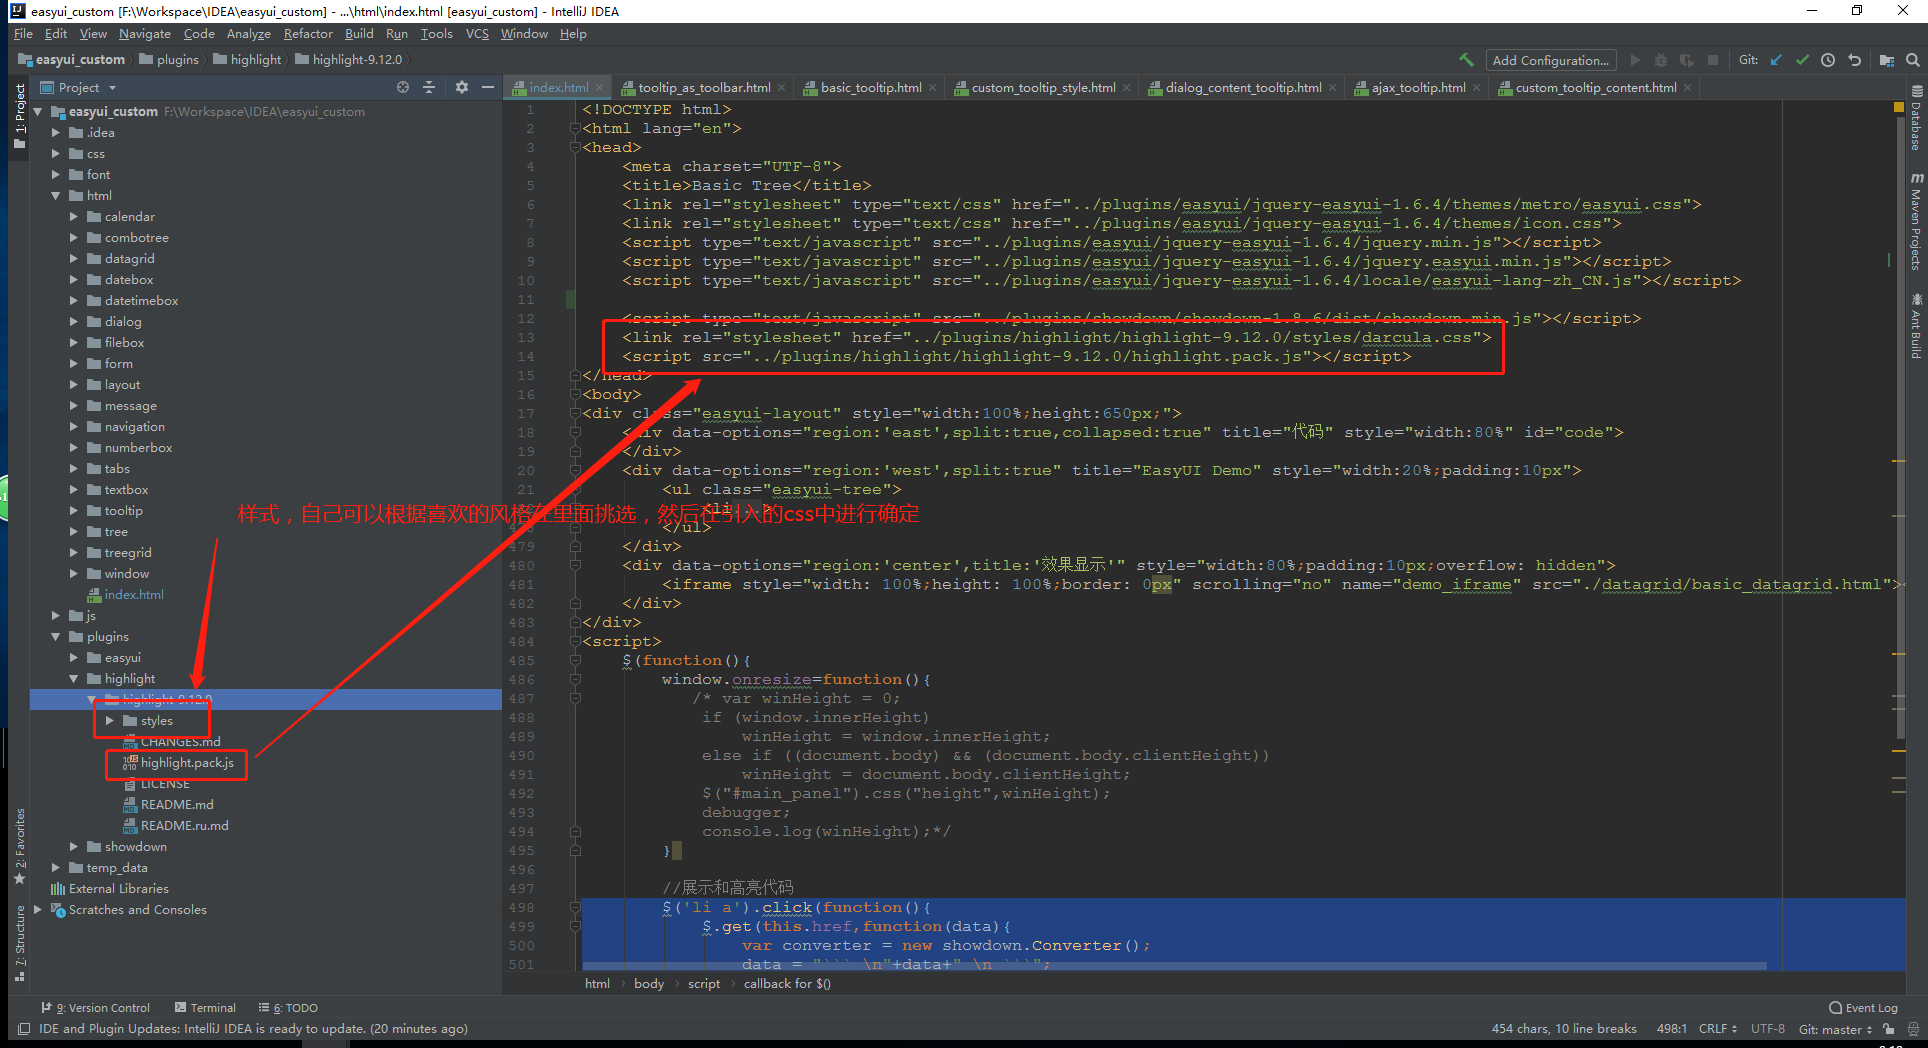 easyui_custom [F:\Workspace\IDEA\easyui_custom] - ...\html\index.html [easyui_custom] - IntelliJ IDEA
File Edit View Navigate Code Analyze Refactor Build Run Tools VCS Window Help
easyui_custom plugins highlight highlight-9.12.0
Add Configuration... Git:
Project
index.html tooltip_as_toolbar.html basic_tooltip.html custom_tooltip_style.html dialog_content_tooltip.html ajax_tooltip.html custom_tooltip_content.html
1: Project
2: Favorites
7: Structure
easyui_custom F:\Workspace\IDEA\easyui_custom
.idea
css
font
html
calendar
combotree
datagrid
datebox
datetimebox
dialog
filebox
form
layout
message
navigation
numberbox
tabs
textbox
tooltip
tree
treegrid
window
index.html
js
plugins
easyui
highlight
highlight-9.12.0
styles
CHANGES.md
highlight.pack.js
LICENSE
README.md
README.ru.md
showdown
temp_data
External Libraries
Scratches and Consoles
样式，自己可以根据喜欢的风格在里面挑选，然后在引入的css中进行确定
1 <!DOCTYPE html>
2 <html lang="en">
3 <head>
4 <meta charset="UTF-8">
5 <title>Basic Tree</title>
6 <link rel="stylesheet" type="text/css" href="../plugins/easyui/jquery-easyui-1.6.4/themes/metro/easyui.css">
7 <link rel="stylesheet" type="text/css" href="../plugins/easyui/jquery-easyui-1.6.4/themes/icon.css">
8 <script type="text/javascript" src="../plugins/easyui/jquery-easyui-1.6.4/jquery.min.js"></script>
9 <script type="text/javascript" src="../plugins/easyui/jquery-easyui-1.6.4/jquery.easyui.min.js"></script>
10 <script type="text/javascript" src="../plugins/easyui/jquery-easyui-1.6.4/locale/easyui-lang-zh_CN.js"></script>
11
12 <script type="text/javascript" src="../plugins/showdown/showdown-1.8.6/dist/showdown.min.js"></script>
13 <link rel="stylesheet" href="../plugins/highlight/highlight-9.12.0/styles/darcula.css">
14 <script src="../plugins/highlight/highlight-9.12.0/highlight.pack.js"></script>
15 </head>
16 <body>
17 <div class="easyui-layout" style="width:100%;height:650px;">
18 <div data-options="region:'east',split:true,collapsed:true" title="代码" style="width:80%" id="code">
19 </div>
20 <div data-options="region:'west',split:true" title="EasyUI Demo" style="width:20%;padding:10px">
21 <ul class="easyui-tree">
<li...>
</ul>
479 </div>
480 <div data-options="region:'center',title:'效果显示'" style="width:80%;padding:10px;overflow: hidden">
481 <iframe style="width: 100%;height: 100%;border: 0px" scrolling="no" name="demo_iframe" src="./datagrid/basic_datagrid.html">
482 </div>
483 </div>
484 <script>
485 $(function(){
486 window.onresize=function(){
487 /* var winHeight = 0;
488 if (window.innerHeight)
489 winHeight = window.innerHeight;
490 else if ((document.body) && (document.body.clientHeight))
491 winHeight = document.body.clientHeight;
492 $("#main_panel").css("height",winHeight);
493 debugger;
494 console.log(winHeight);*/
495 }
496
497 //展示和高亮代码
498 $('li a').click(function(){
499 $.get(this.href,function(data){
500 var converter = new showdown.Converter();
501 data = "``` \n"+data+" \n ```";
html body script callback for $()
Database
Maven Projects
Ant Build
9: Version Control Terminal 6: TODO Event Log
IDE and Plugin Updates: IntelliJ IDEA is ready to update. (20 minutes ago) 454 chars, 10 line breaks 498:1 CRLF UTF-8 Git: master